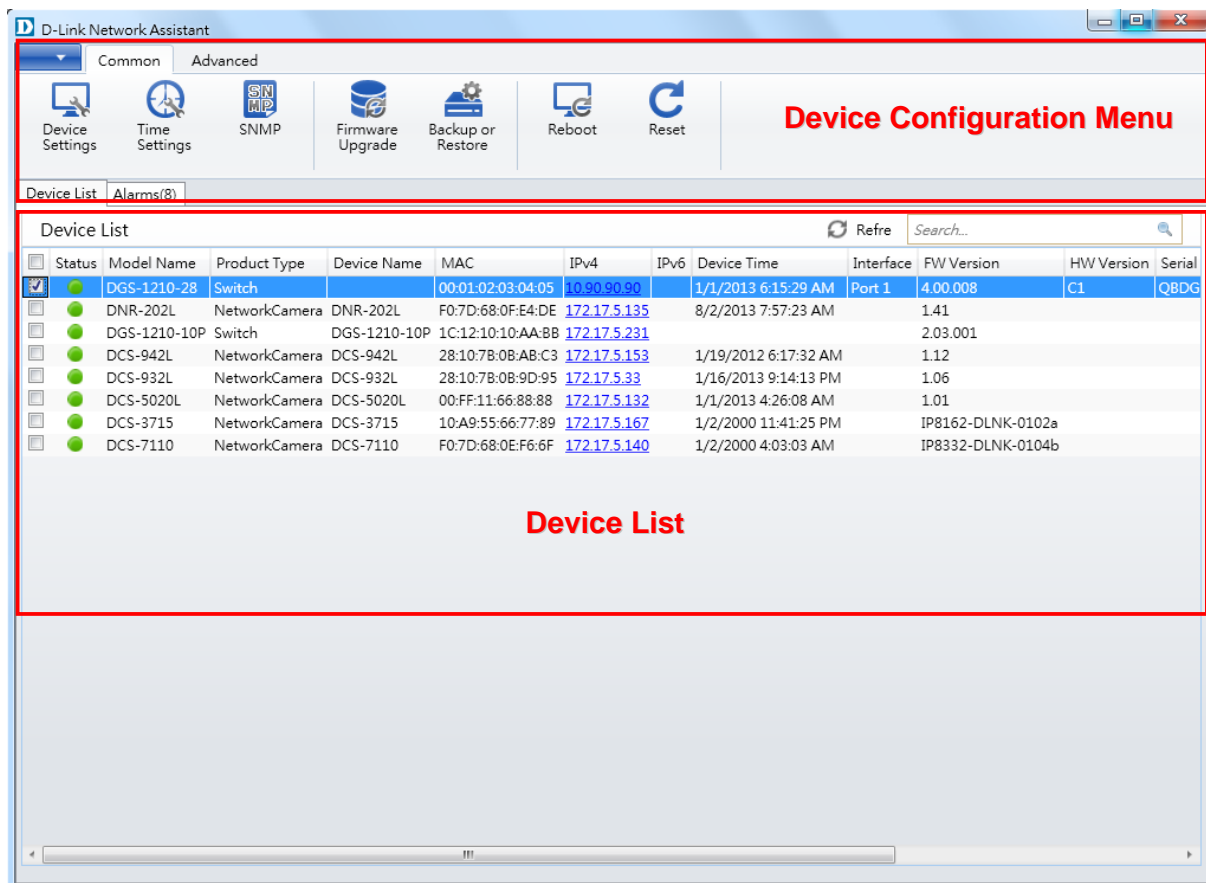 D-Link Network Assistant
Common Advanced
Device Settings Time Settings SNMP Firmware Upgrade Backup or Restore Reboot Reset
Device Configuration Menu
Device List Alarms(8)
Device List Refre Search...
Status Model Name Product Type Device Name MAC IPv4 IPv6 Device Time Interface FW Version HW Version Serial
DGS-1210-28 Switch 00:01:02:03:04:05 10.90.90.90 1/1/2013 6:15:29 AM Port 1 4.00.008 C1 QBDG
DNR-202L NetworkCamera DNR-202L F0:7D:68:0F:E4:DE 172.17.5.135 8/2/2013 7:57:23 AM 1.41
DGS-1210-10P Switch DGS-1210-10P 1C:12:10:10:AA:BB 172.17.5.231 2.03.001
DCS-942L NetworkCamera DCS-942L 28:10:7B:0B:AB:C3 172.17.5.153 1/19/2012 6:17:32 AM 1.12
DCS-932L NetworkCamera DCS-932L 28:10:7B:0B:9D:95 172.17.5.33 1/16/2013 9:14:13 PM 1.06
DCS-5020L NetworkCamera DCS-5020L 00:FF:11:66:88:88 172.17.5.132 1/1/2013 4:26:08 AM 1.01
DCS-3715 NetworkCamera DCS-3715 10:A9:55:66:77:89 172.17.5.167 1/2/2000 11:41:25 PM IP8162-DLNK-0102a
DCS-7110 NetworkCamera DCS-7110 F0:7D:68:0E:F6:6F 172.17.5.140 1/2/2000 4:03:03 AM IP8332-DLNK-0104b
Device List